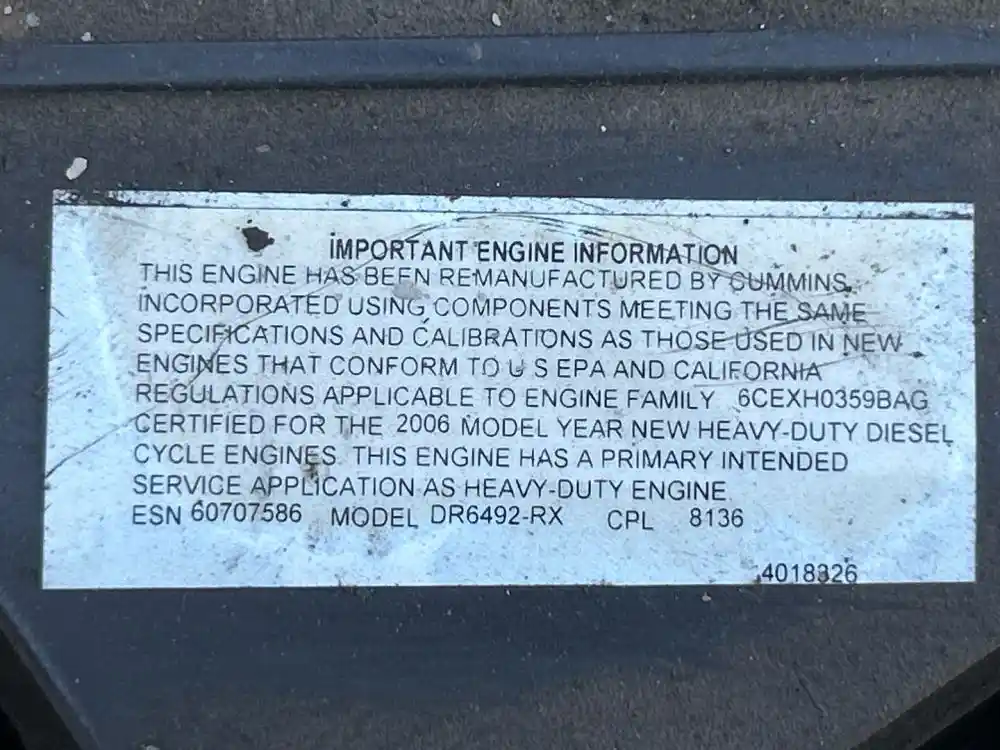 IMPORTANT ENGINE INFORMATION
THIS ENGINE HAS BEEN REMANUFACTURED BY CUMMINS,
INCORPORATED USING COMPONENTS MEETING THE SAME
SPECIFICATIONS AND CALIBRATIONS AS THOSE USED IN NEW
ENGINES THAT CONFORM TO U S EPA AND CALIFORNIA
REGULATIONS APPLICABLE TO ENGINE FAMILY 6CEXH0359BAG
CERTIFIED FOR THE 2006 MODEL YEAR NEW HEAVY-DUTY DIESEL
CYCLE ENGINES. THIS ENGINE HAS A PRIMARY INTENDED
SERVICE APPLICATION AS HEAVY-DUTY ENGINE.
ESN 60707586 MODEL DR6492-RX CPL 8136
4018326